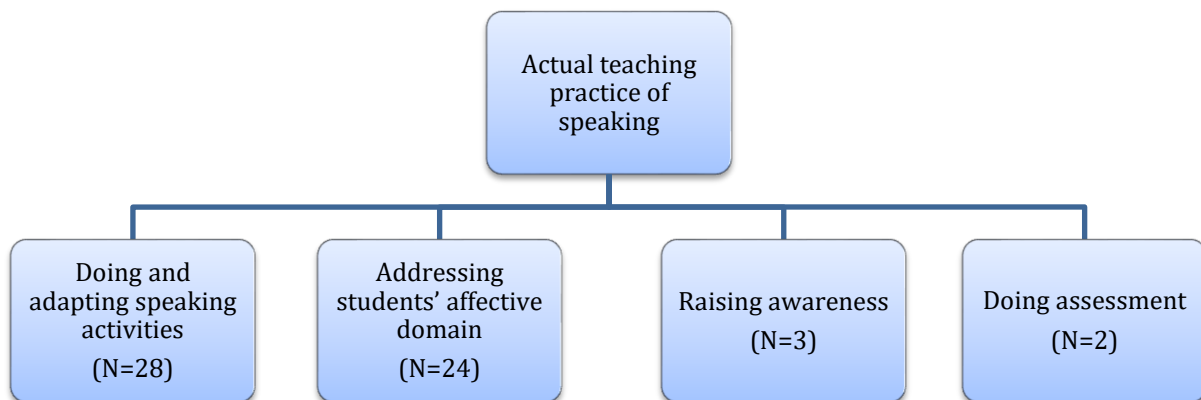 Actual teaching
practice of
speaking
Doing and
adapting speaking
activities
(N=28)
Addressing
students’ affective
domain
(N=24)
Raising awareness
(N=3)
Doing assessment
(N=2)